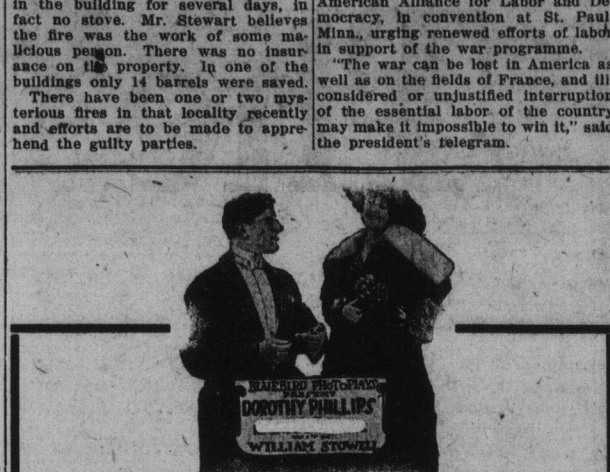 in the building for several days, in
fact no stove. Mr. Stewart believes
the fire was the work of some ma-
licious person. There was no insur-
ance on the property. In one of the
buildings only 14 barrels were saved.
There have been one or two mys-
terious fires in that locality recently
and efforts are to be made to appre-
hend the guilty parties.
American Alliance for Labor and De
mocracy, in convention at St. Paul
Minn., urging renewed efforts of labo
in support of the war programme.
"The war can be lost in America as
well as on the fields of France, and ill
considered or unjustified interruption
of the essential labor of the country
may make it impossible to win it," said
the president's telegram.
BLUEBIRD PHOTOPLAYS
PRESENT
DOROTHY PHILLIPS
WITH
WILLIAM STOWELL